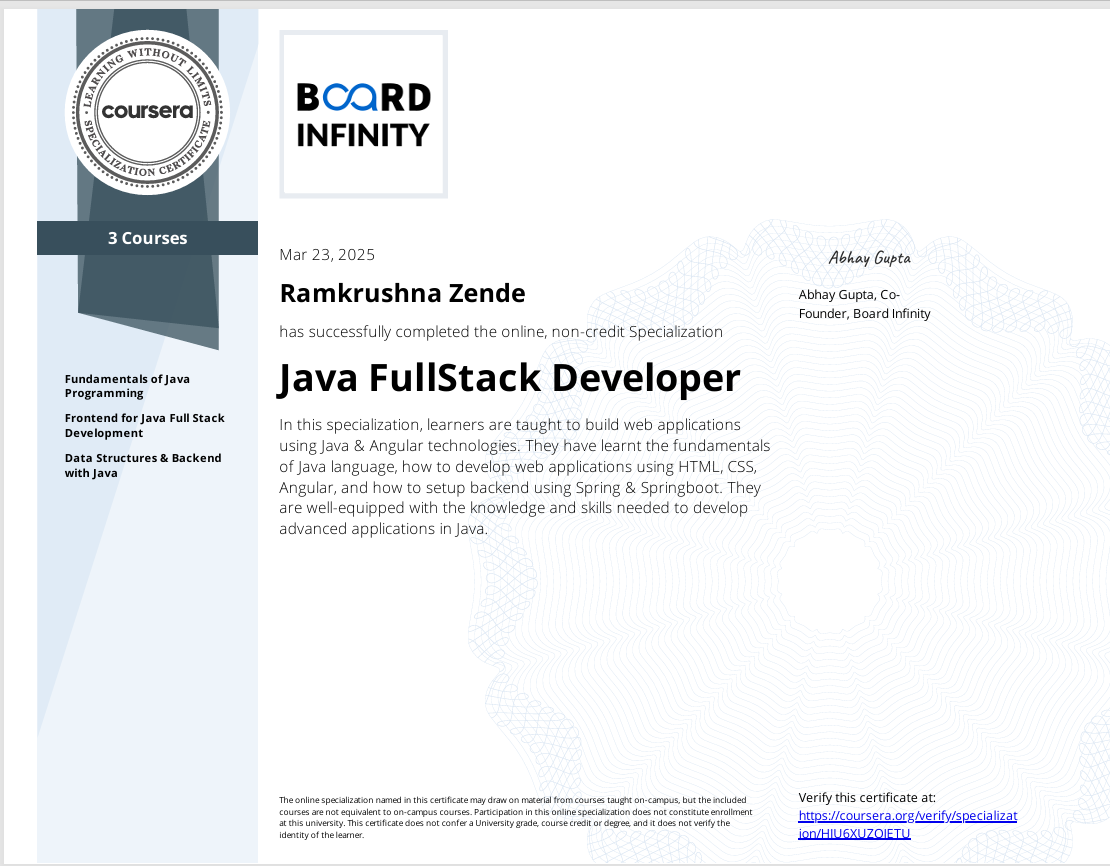 LEARNING WITHOUT LIMITS
coursera
SPECIALIZATION CERTIFICATE
3 Courses
Fundamentals of Java
Programming
Frontend for Java Full Stack
Development
Data Structures & Backend
with Java
BOARD
INFINITY
Mar 23, 2025
Ramkrushna Zende
has successfully completed the online, non-credit Specialization
Java FullStack Developer
In this specialization, learners are taught to build web applications
using Java & Angular technologies. They have learnt the fundamentals
of Java language, how to develop web applications using HTML, CSS,
Angular, and how to setup backend using Spring & Springboot. They
are well-equipped with the knowledge and skills needed to develop
advanced applications in Java.
Abhay Gupta
Abhay Gupta, Co-
Founder, Board Infinity
The online specialization named in this certificate may draw on material from courses taught on-campus, but the included
courses are not equivalent to on-campus courses. Participation in this online specialization does not constitute enrollment
at this university. This certificate does not confer a University grade, course credit or degree, and it does not verify the
identity of the learner.
Verify this certificate at:
https://coursera.org/verify/specializat
ion/HIU6XUZOIETU